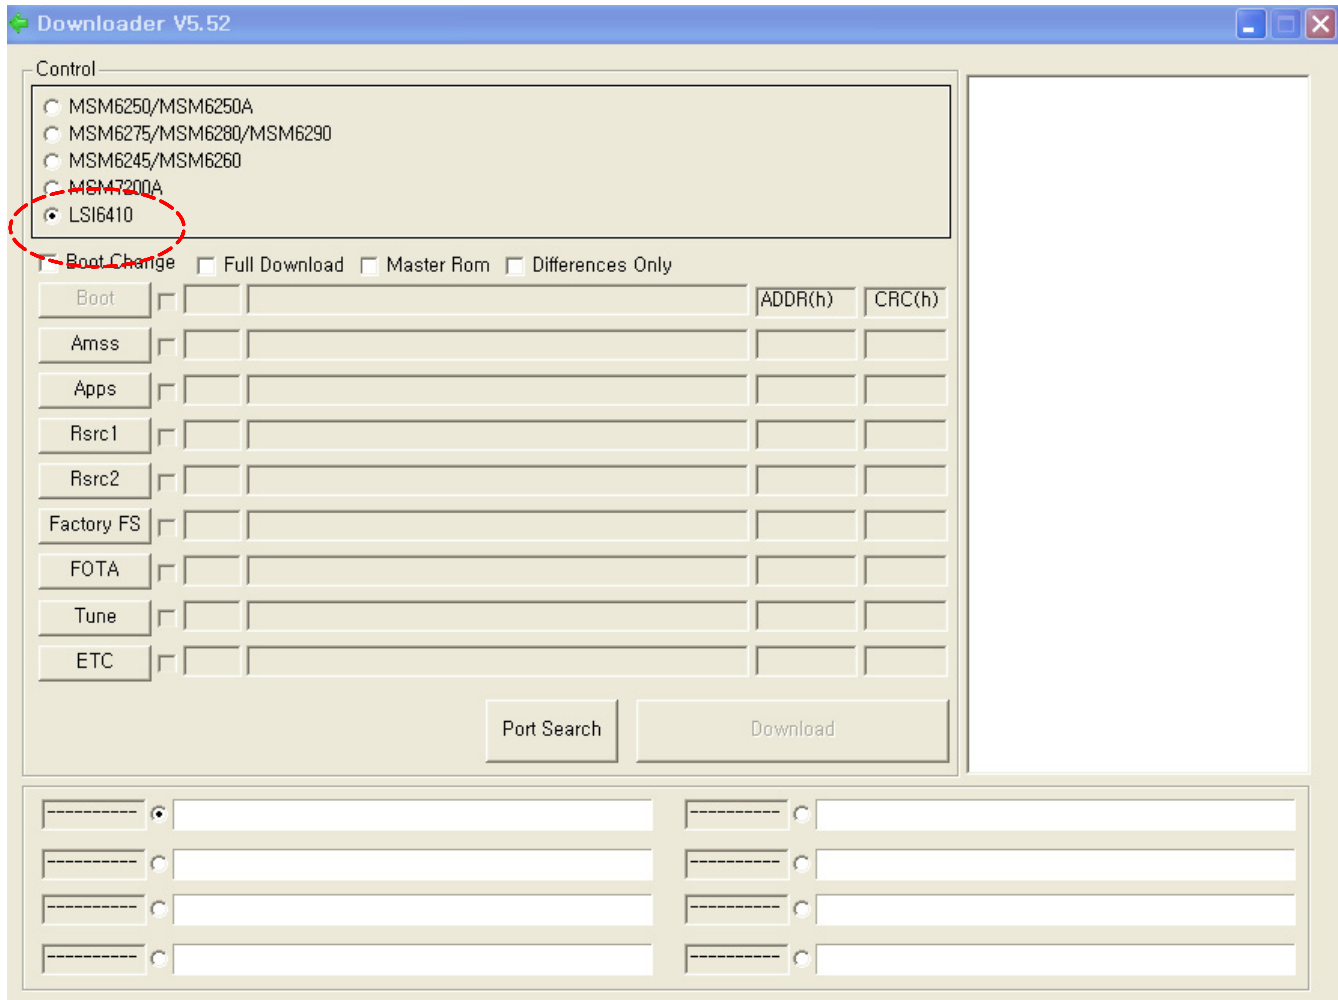 Downloader V5.52
Control
MSM6250/MSM6250A
MSM6275/MSM6280/MSM6290
MSM6245/MSM6260
MSM7200A
LSI6410
Boot Change Full Download Master Rom Differences Only
Boot ADDR(h) CRC(h)
Amss
Apps
Rsrc1
Rsrc2
Factory FS
FOTA
Tune
ETC
Port Search Download
---------- ----------
---------- ----------
---------- ----------
---------- ----------